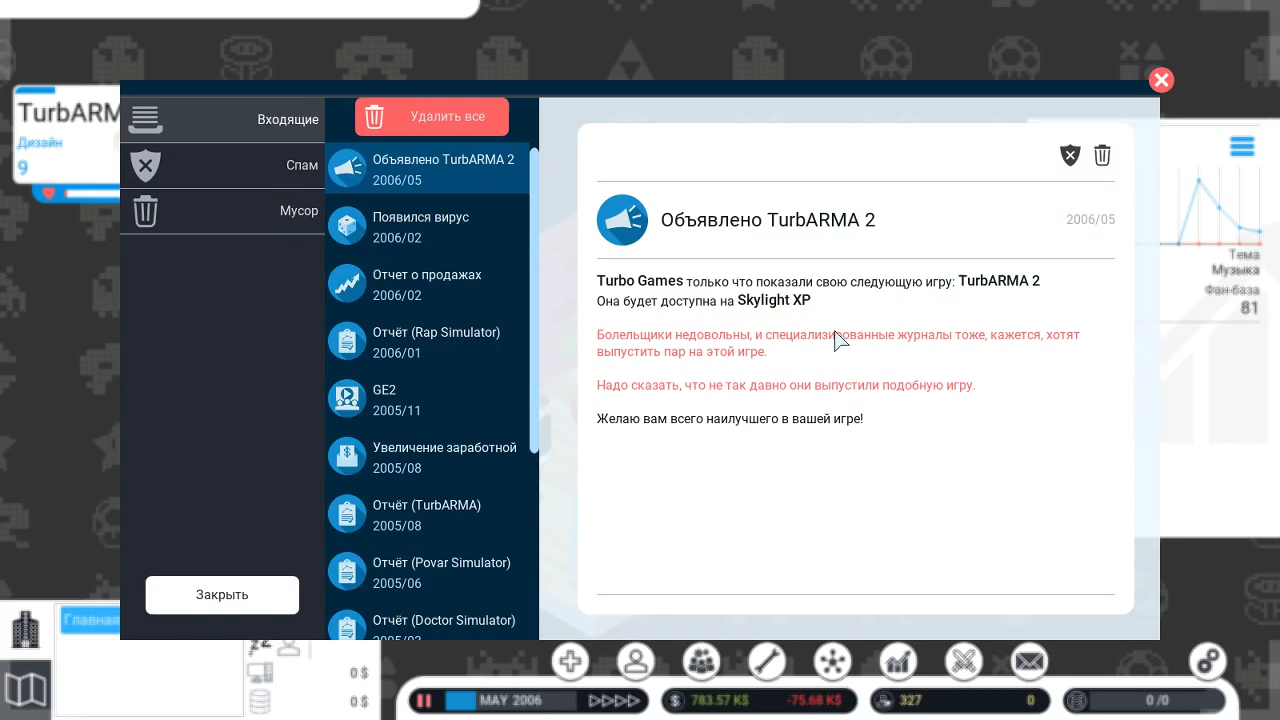 TurbARM
Дизайн
9
Входящие
Спам
Мусор
Закрыть
Удалить все
Объявлено TurbARMA 2
2006/05
Появился вирус
2006/02
Отчет о продажах
2006/02
Отчёт (Rap Simulator)
2006/01
GE2
2005/11
Увеличение заработной
2005/08
Отчёт (TurbARMA)
2005/08
Отчёт (Povar Simulator)
2005/06
Отчёт (Doctor Simulator)
Объявлено TurbARMA 2
2006/05
Turbo Games только что показали свою следующую игру: TurbARMA 2
Она будет доступна на Skylight XP
Болельщики недовольны, и специализированные журналы тоже, кажется, хотят
выпустить пар на этой игре.
Надо сказать, что не так давно они выпустили подобную игру.
Желаю вам всего наилучшего в вашей игре!
Тема
Музыка
Фан-база
81
Главная
0 $
0 $
MAY 2006
783.57 K$
-75.68 K$
327
0
0 /0